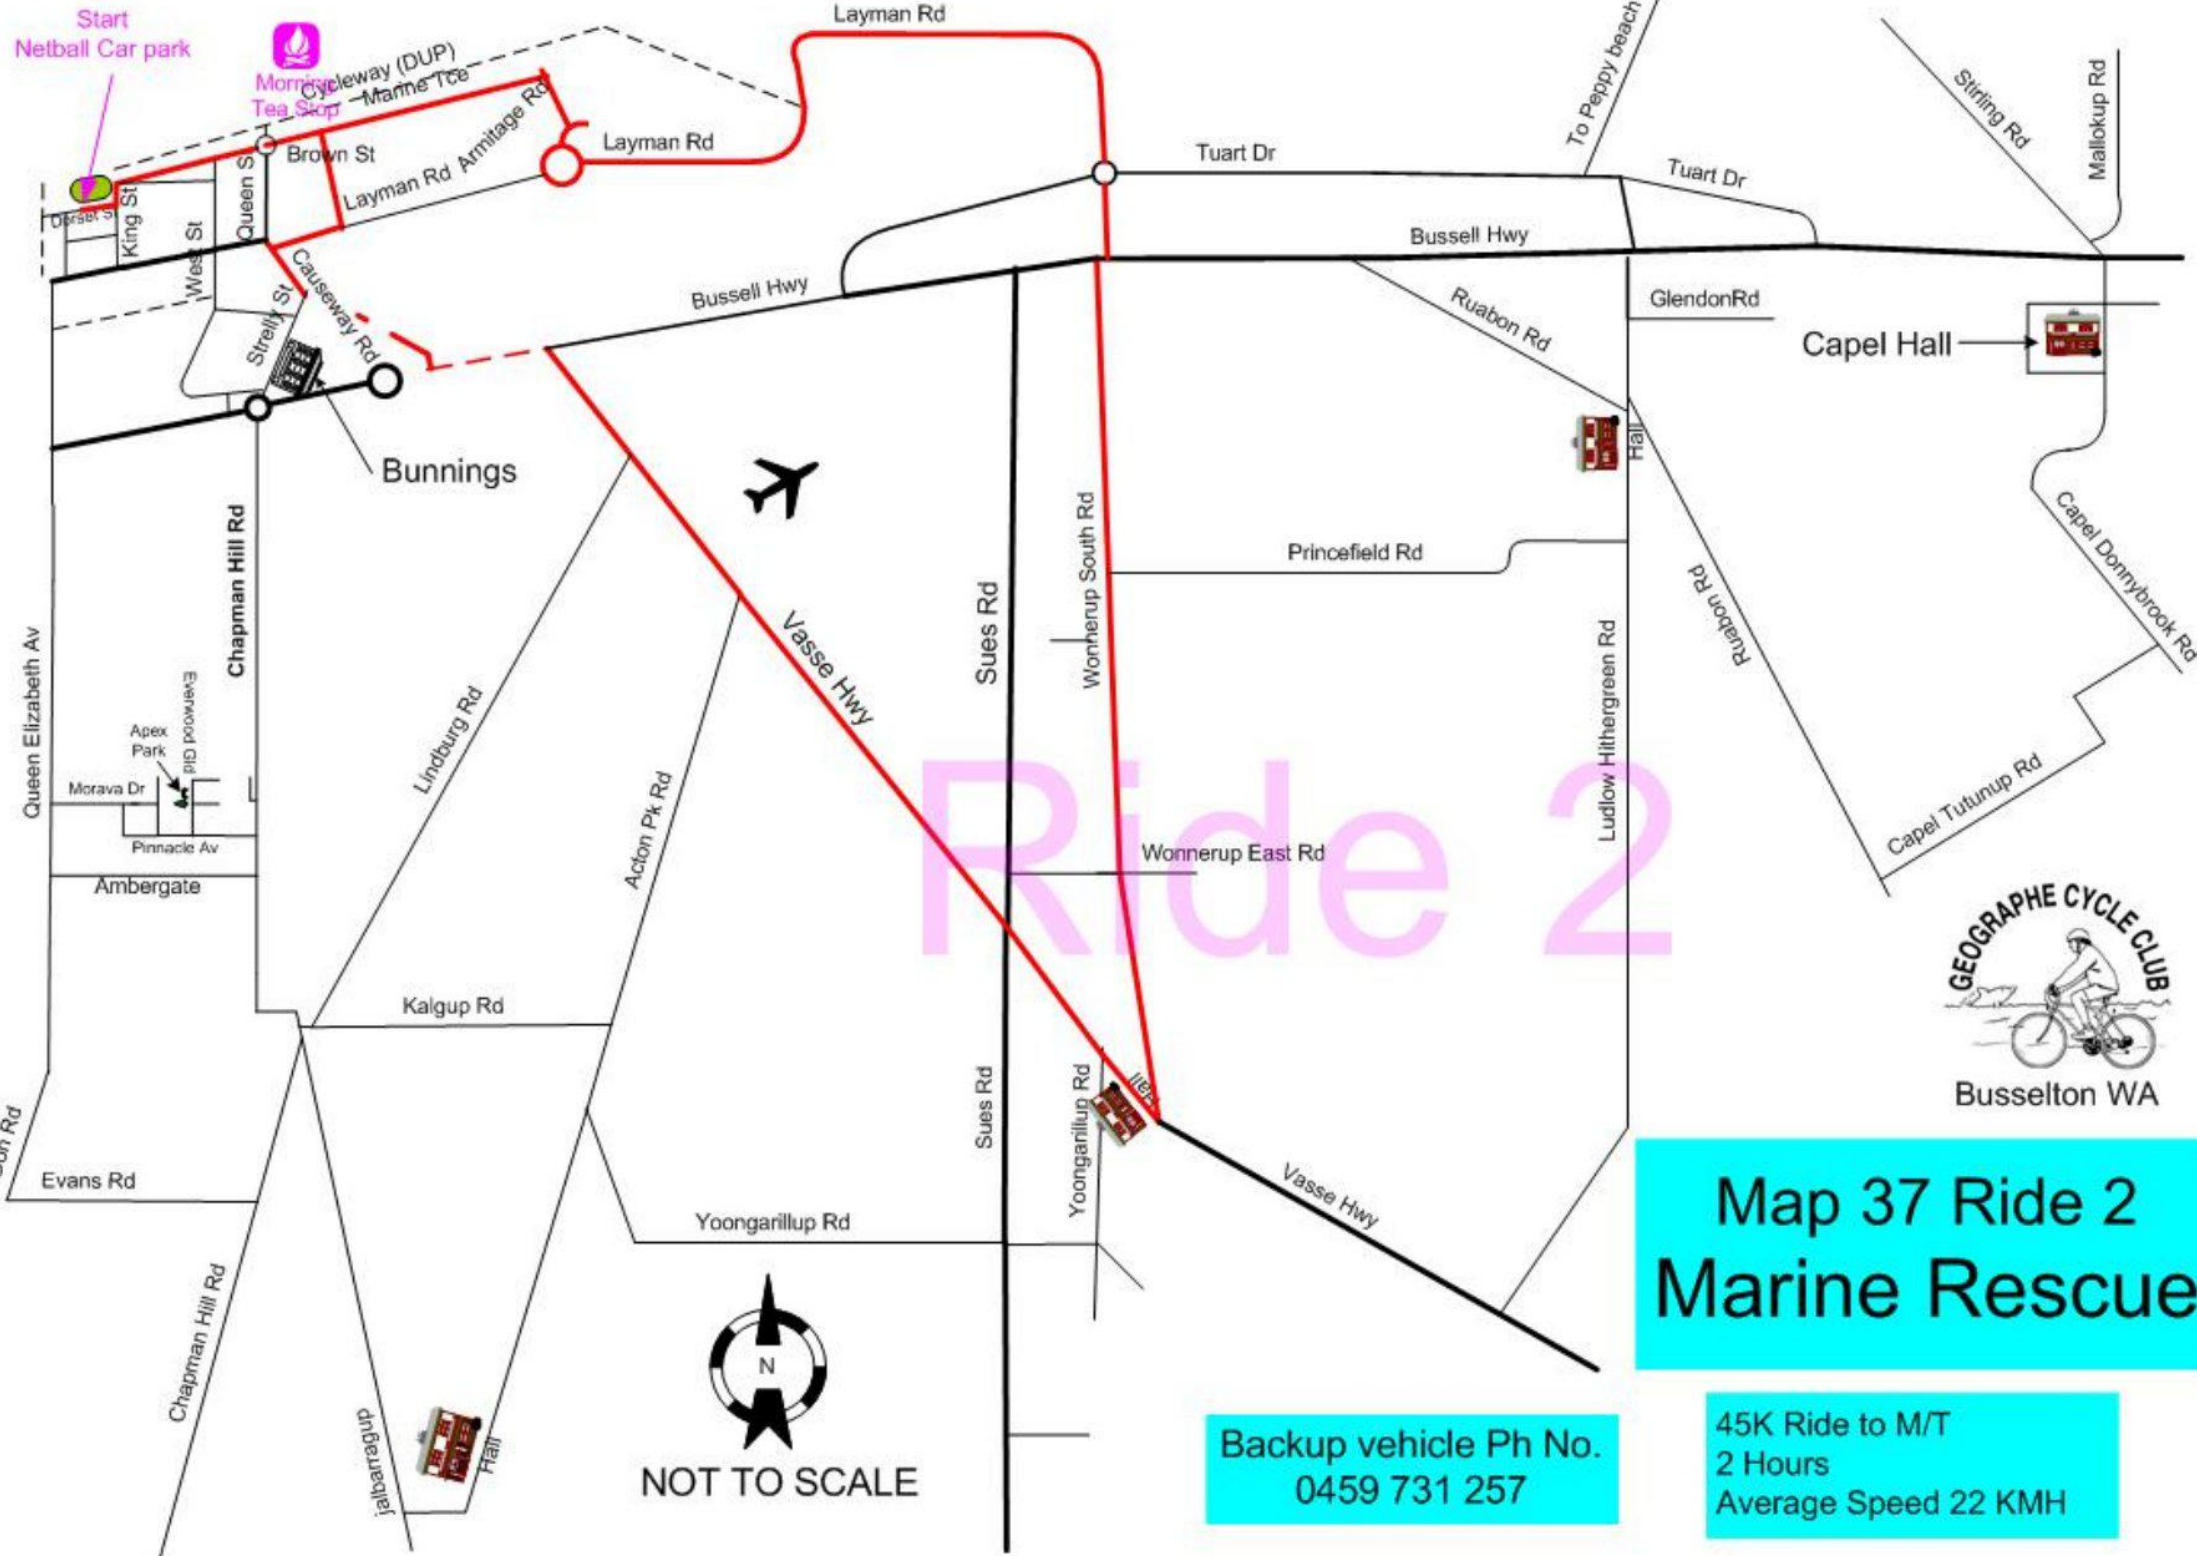 Start
Netball Car park
Morning
Tea Stop
Cycleway (DUP)
Marine Tce
Layman Rd
To Peppy beach
Stirling Rd
Mallokup Rd
Brown St
Layman Rd
Armitage Rd
Layman Rd
Tuart Dr
Tuart Dr
Dorset St
King St
West St
Queen S
Bussell Hwy
Causeway Rd
Strelly St
Bussell Hwy
Ruabon Rd
GlendonRd
Capel Hall
Hall
Bunnings
Chapman Hill Rd
Princefield Rd
Capel Donnybrook Rd
Queen Elizabeth Av
Lindburg Rd
Vasse Hwy
Sues Rd
Wonnerup South Rd
Ludlow Hithergreen Rd
Ruabon Rd
Apex
Park
Everwood Gld
Morava Dr
Pinnacle Av
Ambergate
Acton Pk Rd
Ride 2
Wonnerup East Rd
Capel Tutunup Rd
GEOGRAPHE CYCLE CLUB
Busselton WA
Kalgup Rd
Sues Rd
Yoongarillup Rd
Hall
Evans Rd
Yoongarillup Rd
Vasse Hwy
Chapman Hill Rd
jalbarragup
Hall
N
NOT TO SCALE
Map 37 Ride 2
Marine Rescue
Backup vehicle Ph No.
0459 731 257
45K Ride to M/T
2 Hours
Average Speed 22 KMH